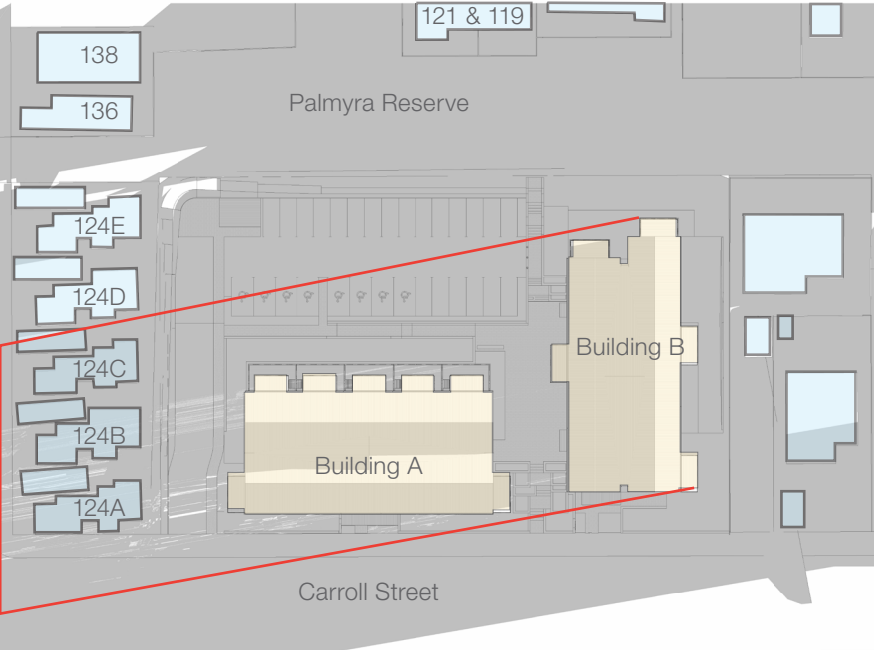 121 & 119
138
136
Palmyra Reserve
124E
124D
Building B
124C
124B
Building A
124A
Carroll Street